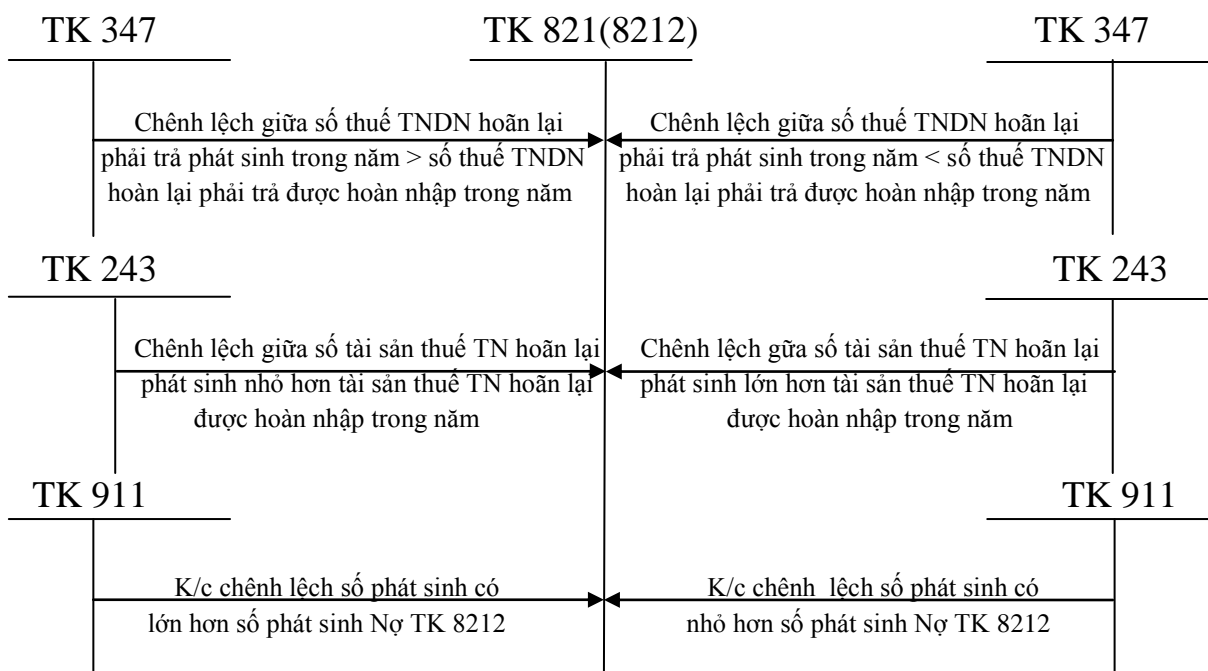 TK 347
TK 821(8212)
TK 347
Chênh lệch giữa số thuế TNDN hoãn lại
phải trả phát sinh trong năm > số thuế TNDN
hoàn lại phải trả được hoàn nhập trong năm
Chênh lệch giữa số thuế TNDN hoãn lại
phải trả phát sinh trong năm < số thuế TNDN
hoãn lại phải trả được hoàn nhập trong năm
TK 243
TK 243
Chênh lệch giữa số tài sản thuế TN hoãn lại
phát sinh nhỏ hơn tài sản thuế TN hoãn lại
được hoàn nhập trong năm
Chênh lệch gữa số tài sản thuế TN hoãn lại
phát sinh lớn hơn tài sản thuế TN hoãn lại
được hoàn nhập trong năm
TK 911
TK 911
K/c chênh lệch số phát sinh có
lớn hơn số phát sinh Nợ TK 8212
K/c chênh lệch số phát sinh có
nhỏ hơn số phát sinh Nợ TK 8212